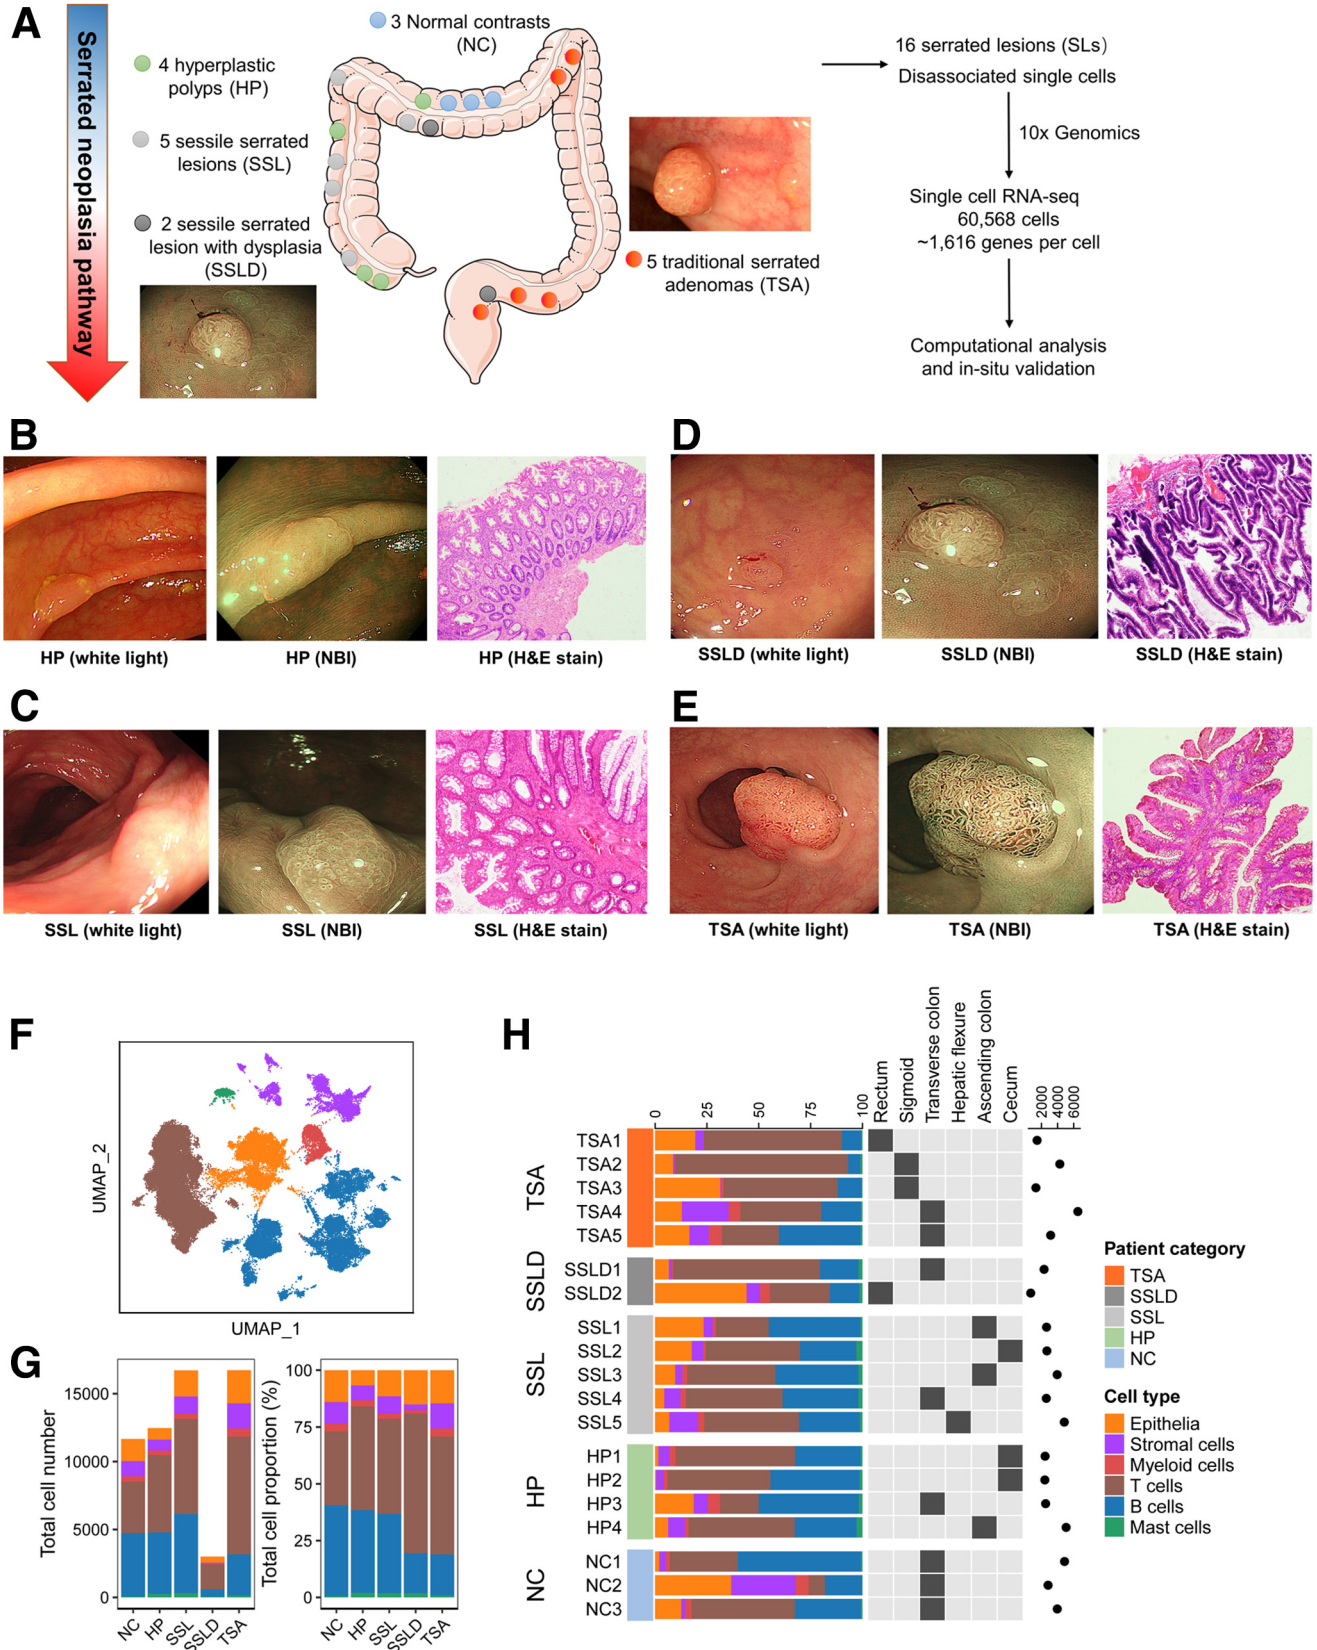 A
Serrated neoplasia pathway
3 Normal contrasts
(NC)
4 hyperplastic
polyps (HP)
5 sessile serrated
lesions (SSL)
2 sessile serrated
lesion with dysplasia
(SSLD)
5 traditional serrated
adenomas (TSA)
16 serrated lesions (SLs)
Disassociated single cells
10x Genomics
Single cell RNA-seq
60,568 cells
~1,616 genes per cell
Computational analysis
and in-situ validation
B
HP (white light)
HP (NBI)
HP (H&E stain)
D
SSLD (white light)
SSLD (NBI)
SSLD (H&E stain)
C
SSL (white light)
SSL (NBI)
SSL (H&E stain)
E
TSA (white light)
TSA (NBI)
TSA (H&E stain)
F
UMAP_2
UMAP_1
G
Total cell number
15000
10000
5000
0
NC
HP
SSL
SSLD
TSA
Total cell proportion (%)
100
75
50
25
0
NC
HP
SSL
SSLD
TSA
H
0
25
50
75
100
Rectum
Sigmoid
Transverse colon
Hepatic flexure
Ascending colon
Cecum
2000
4000
6000
TSA
TSA1
TSA2
TSA3
TSA4
TSA5
SSLD
SSLD1
SSLD2
SSL
SSL1
SSL2
SSL3
SSL4
SSL5
HP
HP1
HP2
HP3
HP4
NC
NC1
NC2
NC3
Patient category
TSA
SSLD
SSL
HP
NC
Cell type
Epithelia
Stromal cells
Myeloid cells
T cells
B cells
Mast cells